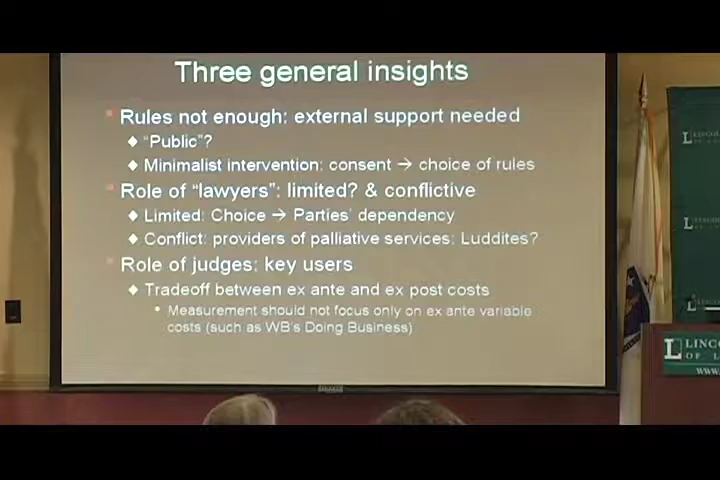 Three general insights
Rules not enough: external support needed
"Public"?
Minimalist intervention: consent → choice of rules
Role of "lawyers": limited? & conflictive
Limited: Choice → Parties' dependency
Conflict: providers of palliative services: Luddites?
Role of judges: key users
Tradeoff between ex ante and ex post costs
Measurement should not focus only on ex ante variable
costs (such as WB's Doing Business)
LINCO
OF L
WWW.